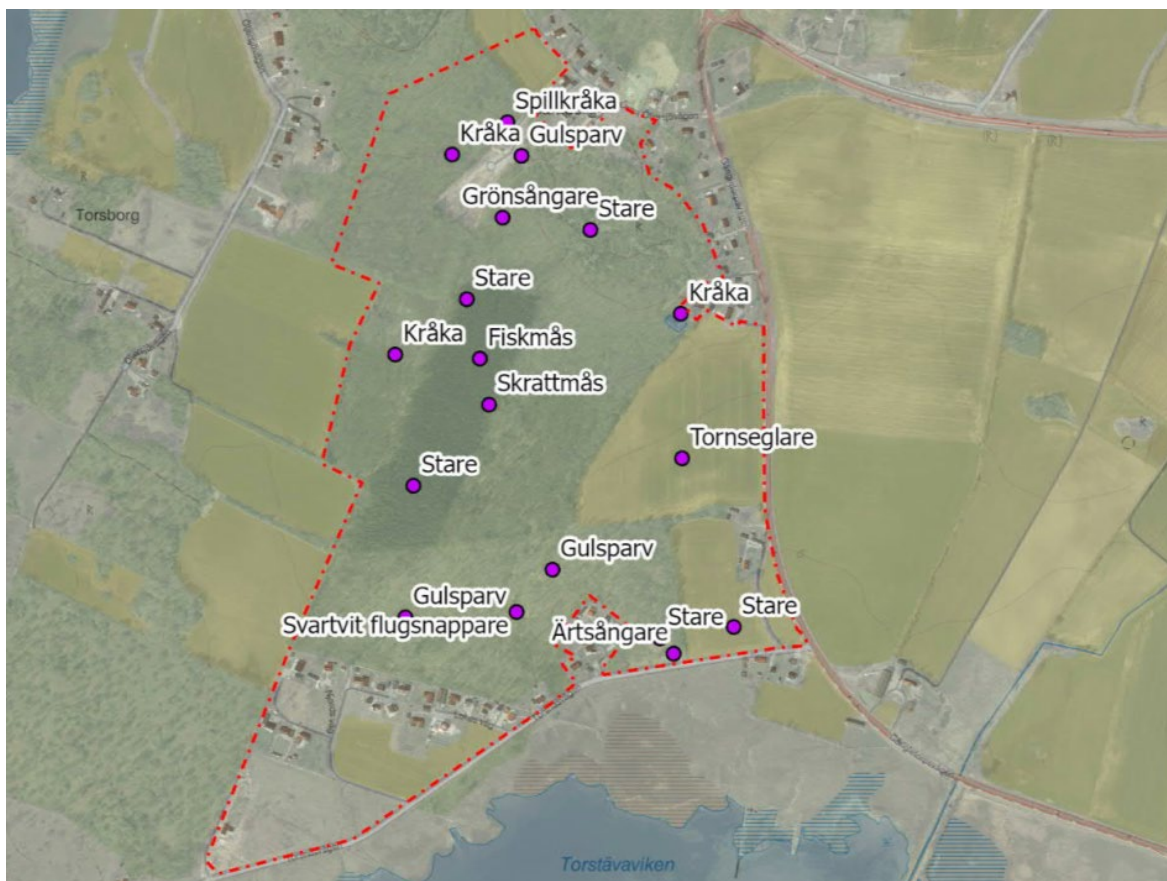 Spillkråka
Kråka
Gulsparv
Grönsångare
Stare
Torsborg
Stare
Kråka
Kråka
Fiskmås
Skrattmås
Tornseglare
Stare
Gulsparv
Gulsparv
Svartvit flugsnappare
Ärtsångare
Stare
Stare
Torstävaviken